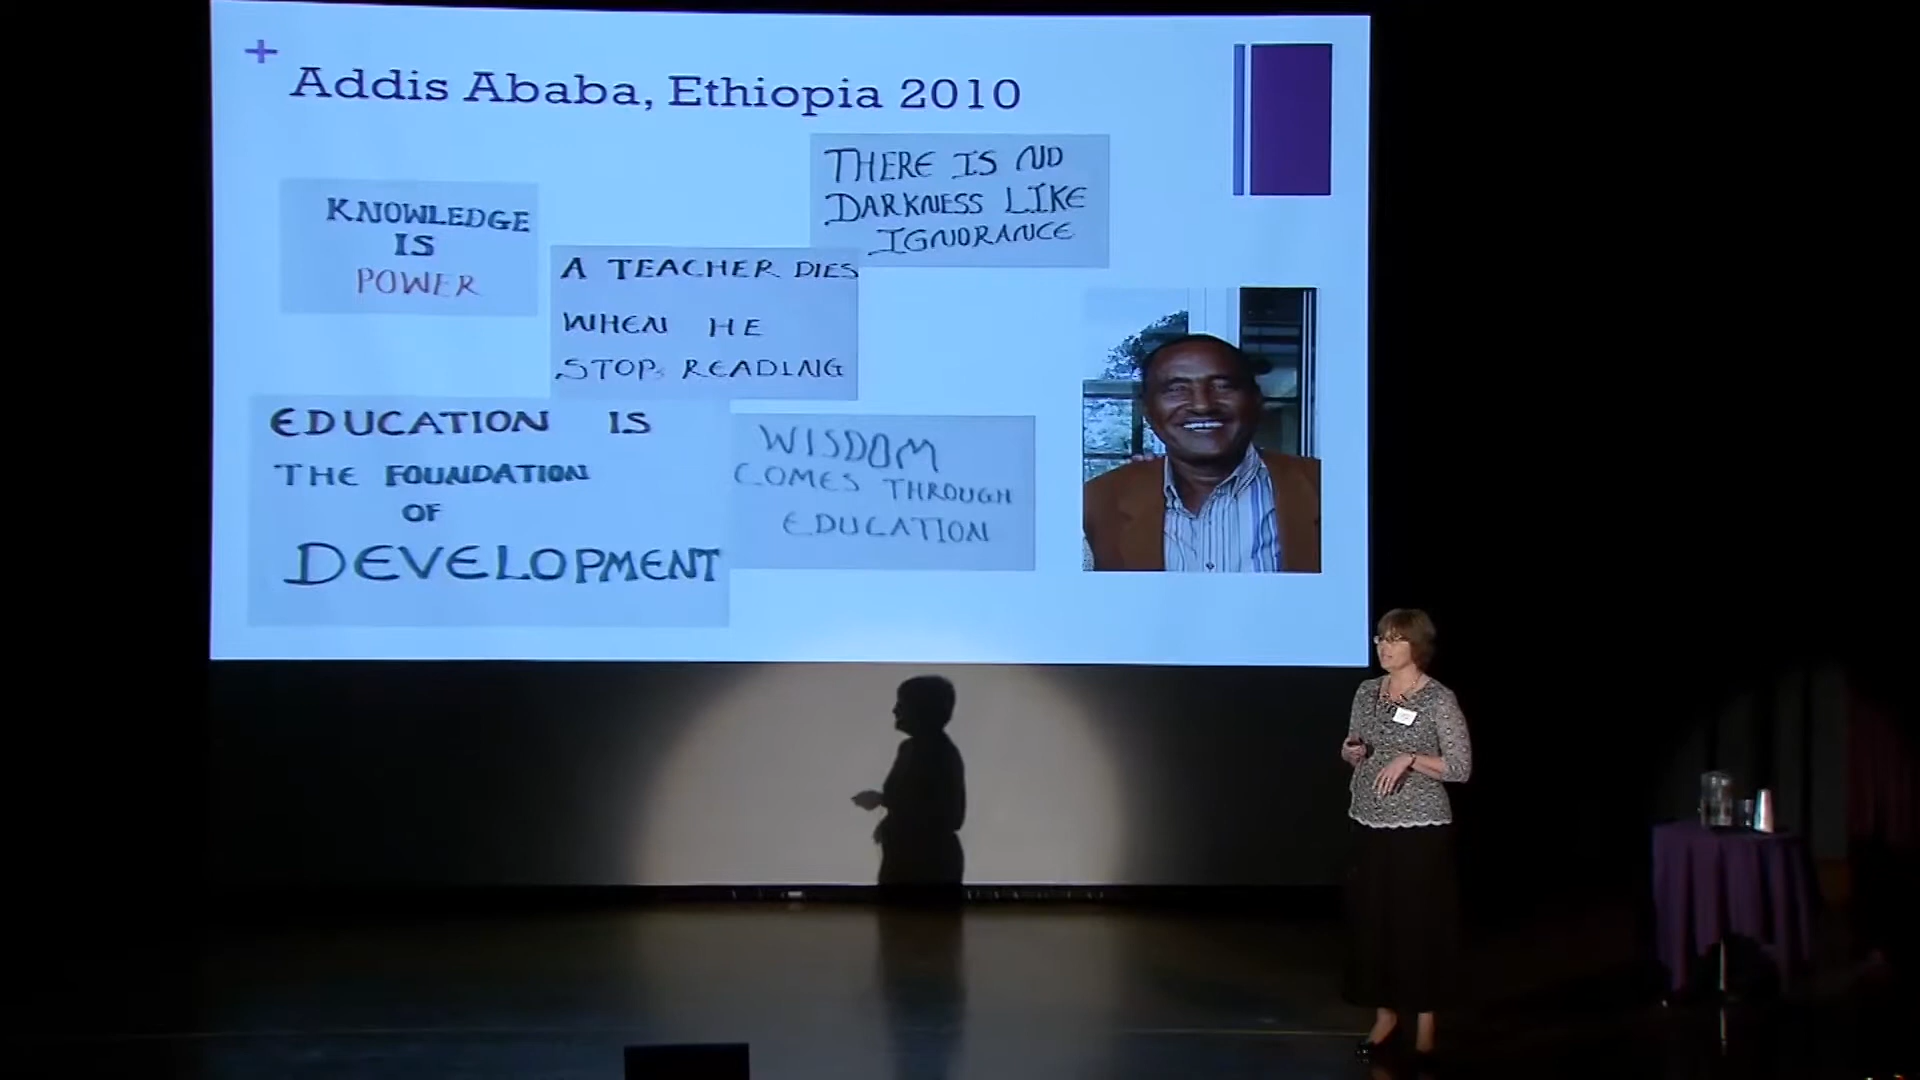 +
Addis Ababa, Ethiopia 2010
THERE IS NO
DARKNESS LIKE
IGNORANCE
KNOWLEDGE
IS
POWER
A TEACHER DIES
WHEN HE
STOPS READING
EDUCATION IS
THE FOUNDATION
OF
DEVELOPMENT
WISDOM
COMES THROUGH
EDUCATION